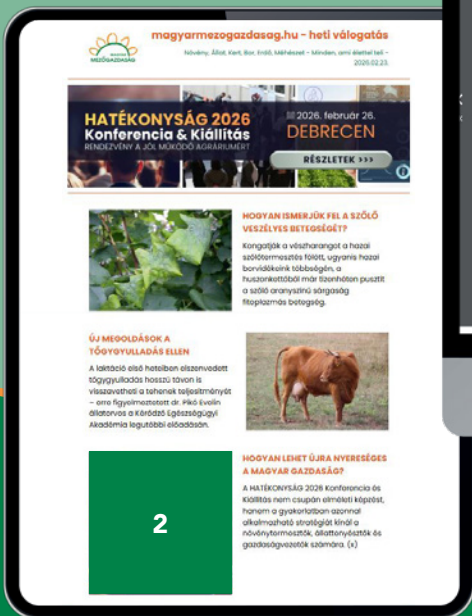 MAGYAR
MEZŐGAZDASÁG
magyarmezogazdasag.hu - heti válogatás
Növény, Állat, Kert, Bor, Erdő, Méhészet - Minden, ami élettel teli -
2026.02.23.
HATÉKONYSÁG 2026
Konferencia & Kiállítás
RENDEZVÉNY A JÓL MŰKÖDŐ AGRÁRIUMÉRT
2026. február 26.
DEBRECEN
RÉSZLETEK >>>
HOGYAN ISMERJÜK FEL A SZŐLŐ
VESZÉLYES BETEGSÉGÉT?
Kongatják a vészharangot a hazai
szőlőtermesztés fölött, ugyanis hazai
borvidékeink többségén, a
huszonkettőből már tizenhéten pusztít
a szőlő aranyszínű sárgaság
fitoplazmás betegség.
ÚJ MEGOLDÁSOK A
TŐGYGYULLADÁS ELLEN
A laktáció első heteiben elszenvedett
tőgygyulladás hosszú távon is
visszavetheti a tehenek teljesítményét
– erre figyelmeztetett dr. Pikó Evelin
állatorvos a Kérődző Egészségügyi
Akadémia legutóbbi előadásán.
2
HOGYAN LEHET ÚJRA NYERESÉGES
A MAGYAR GAZDASÁG?
A HATÉKONYSÁG 2026 Konferencia és
Kiállítás nem csupán elméleti képzést,
hanem a gyakorlatban azonnal
alkalmazható stratégiát kínál a
növénytermesztők, állattenyésztők és
gazdaságvezetők számára. (x)